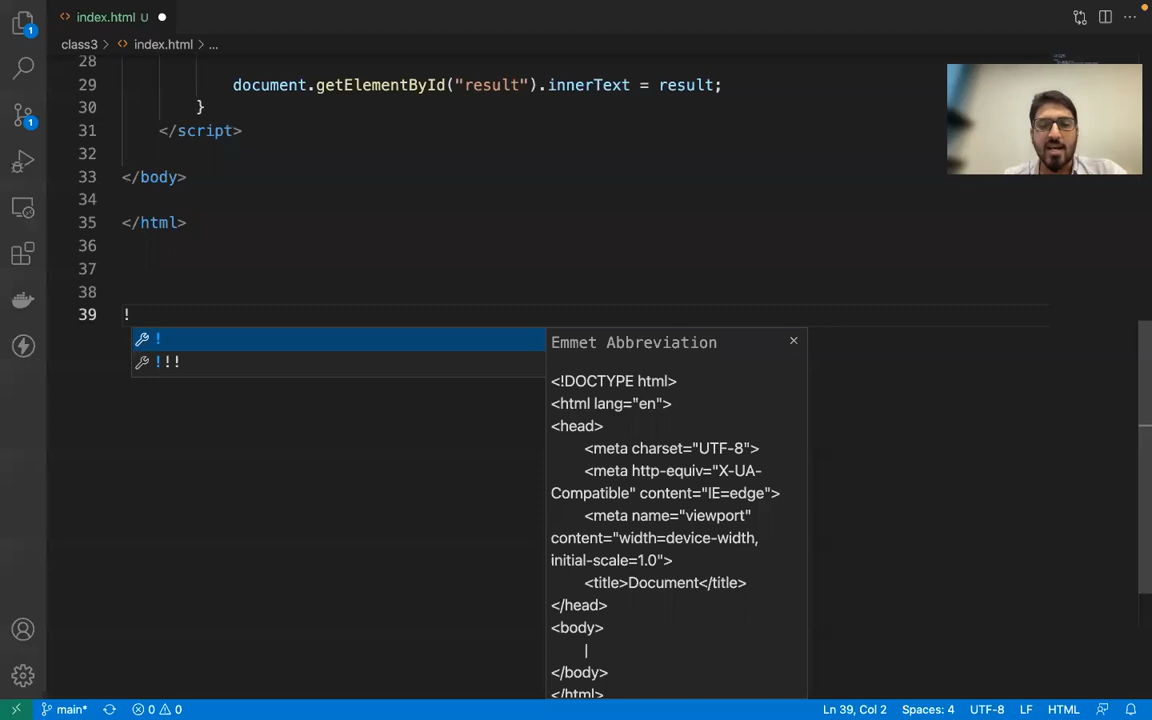 index.html U
class3 > index.html > ...
28
29 document.getElementById("result").innerText = result;
30 }
31 </script>
32
33 </body>
34
35 </html>
36
37
38
39 !
!
!!!
Emmet Abbreviation
<!DOCTYPE html>
<html lang="en">
<head>
<meta charset="UTF-8">
<meta http-equiv="X-UA-
Compatible" content="IE=edge">
<meta name="viewport"
content="width=device-width,
initial-scale=1.0">
<title>Document</title>
</head>
<body>
|
</body>
</html>
1
1
main* 0 0 Ln 39, Col 2 Spaces: 4 UTF-8 LF HTML